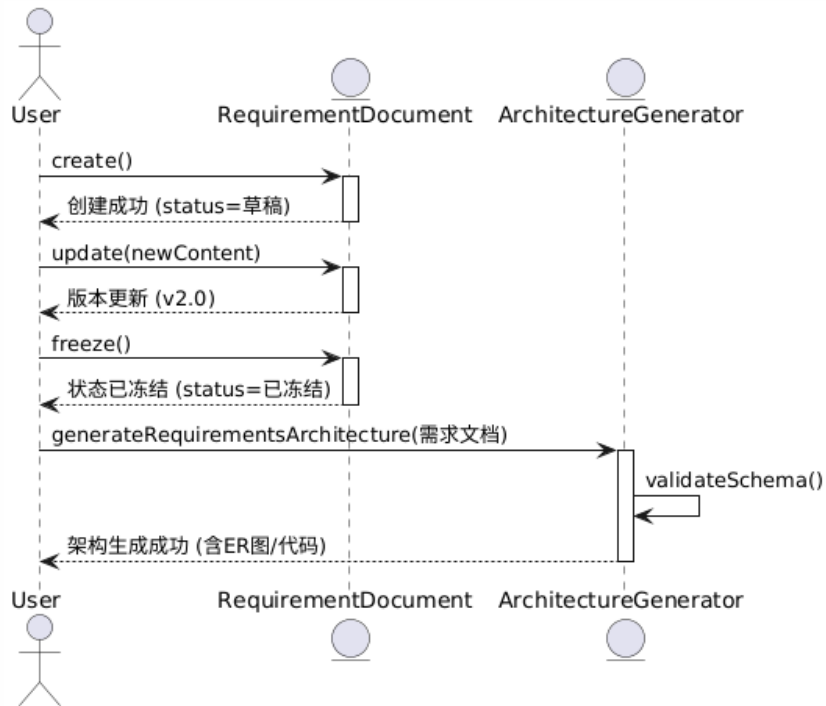 User
RequirementDocument
ArchitectureGenerator
create()
创建成功 (status=草稿)
update(newContent)
版本更新 (v2.0)
freeze()
状态已冻结 (status=已冻结)
generateRequirementsArchitecture(需求文档)
validateSchema()
架构生成成功 (含ER图/代码)
User
RequirementDocument
ArchitectureGenerator